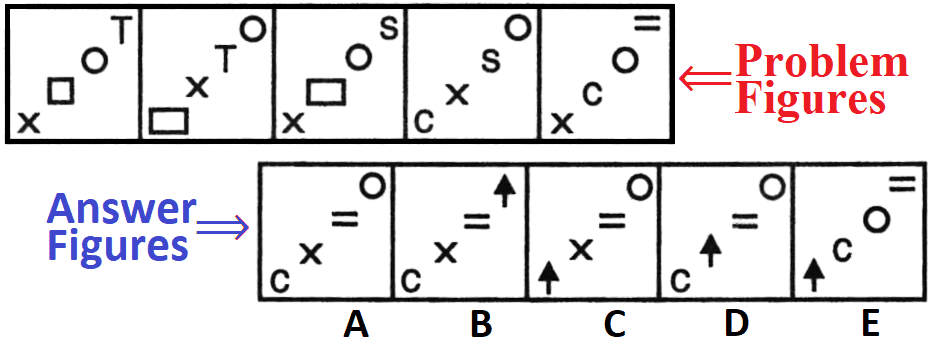 T S =
T S
x x c
x x c x
Problem
Figures
=
= = = =
x x x c
c c c
Answer
Figures
A B C D E